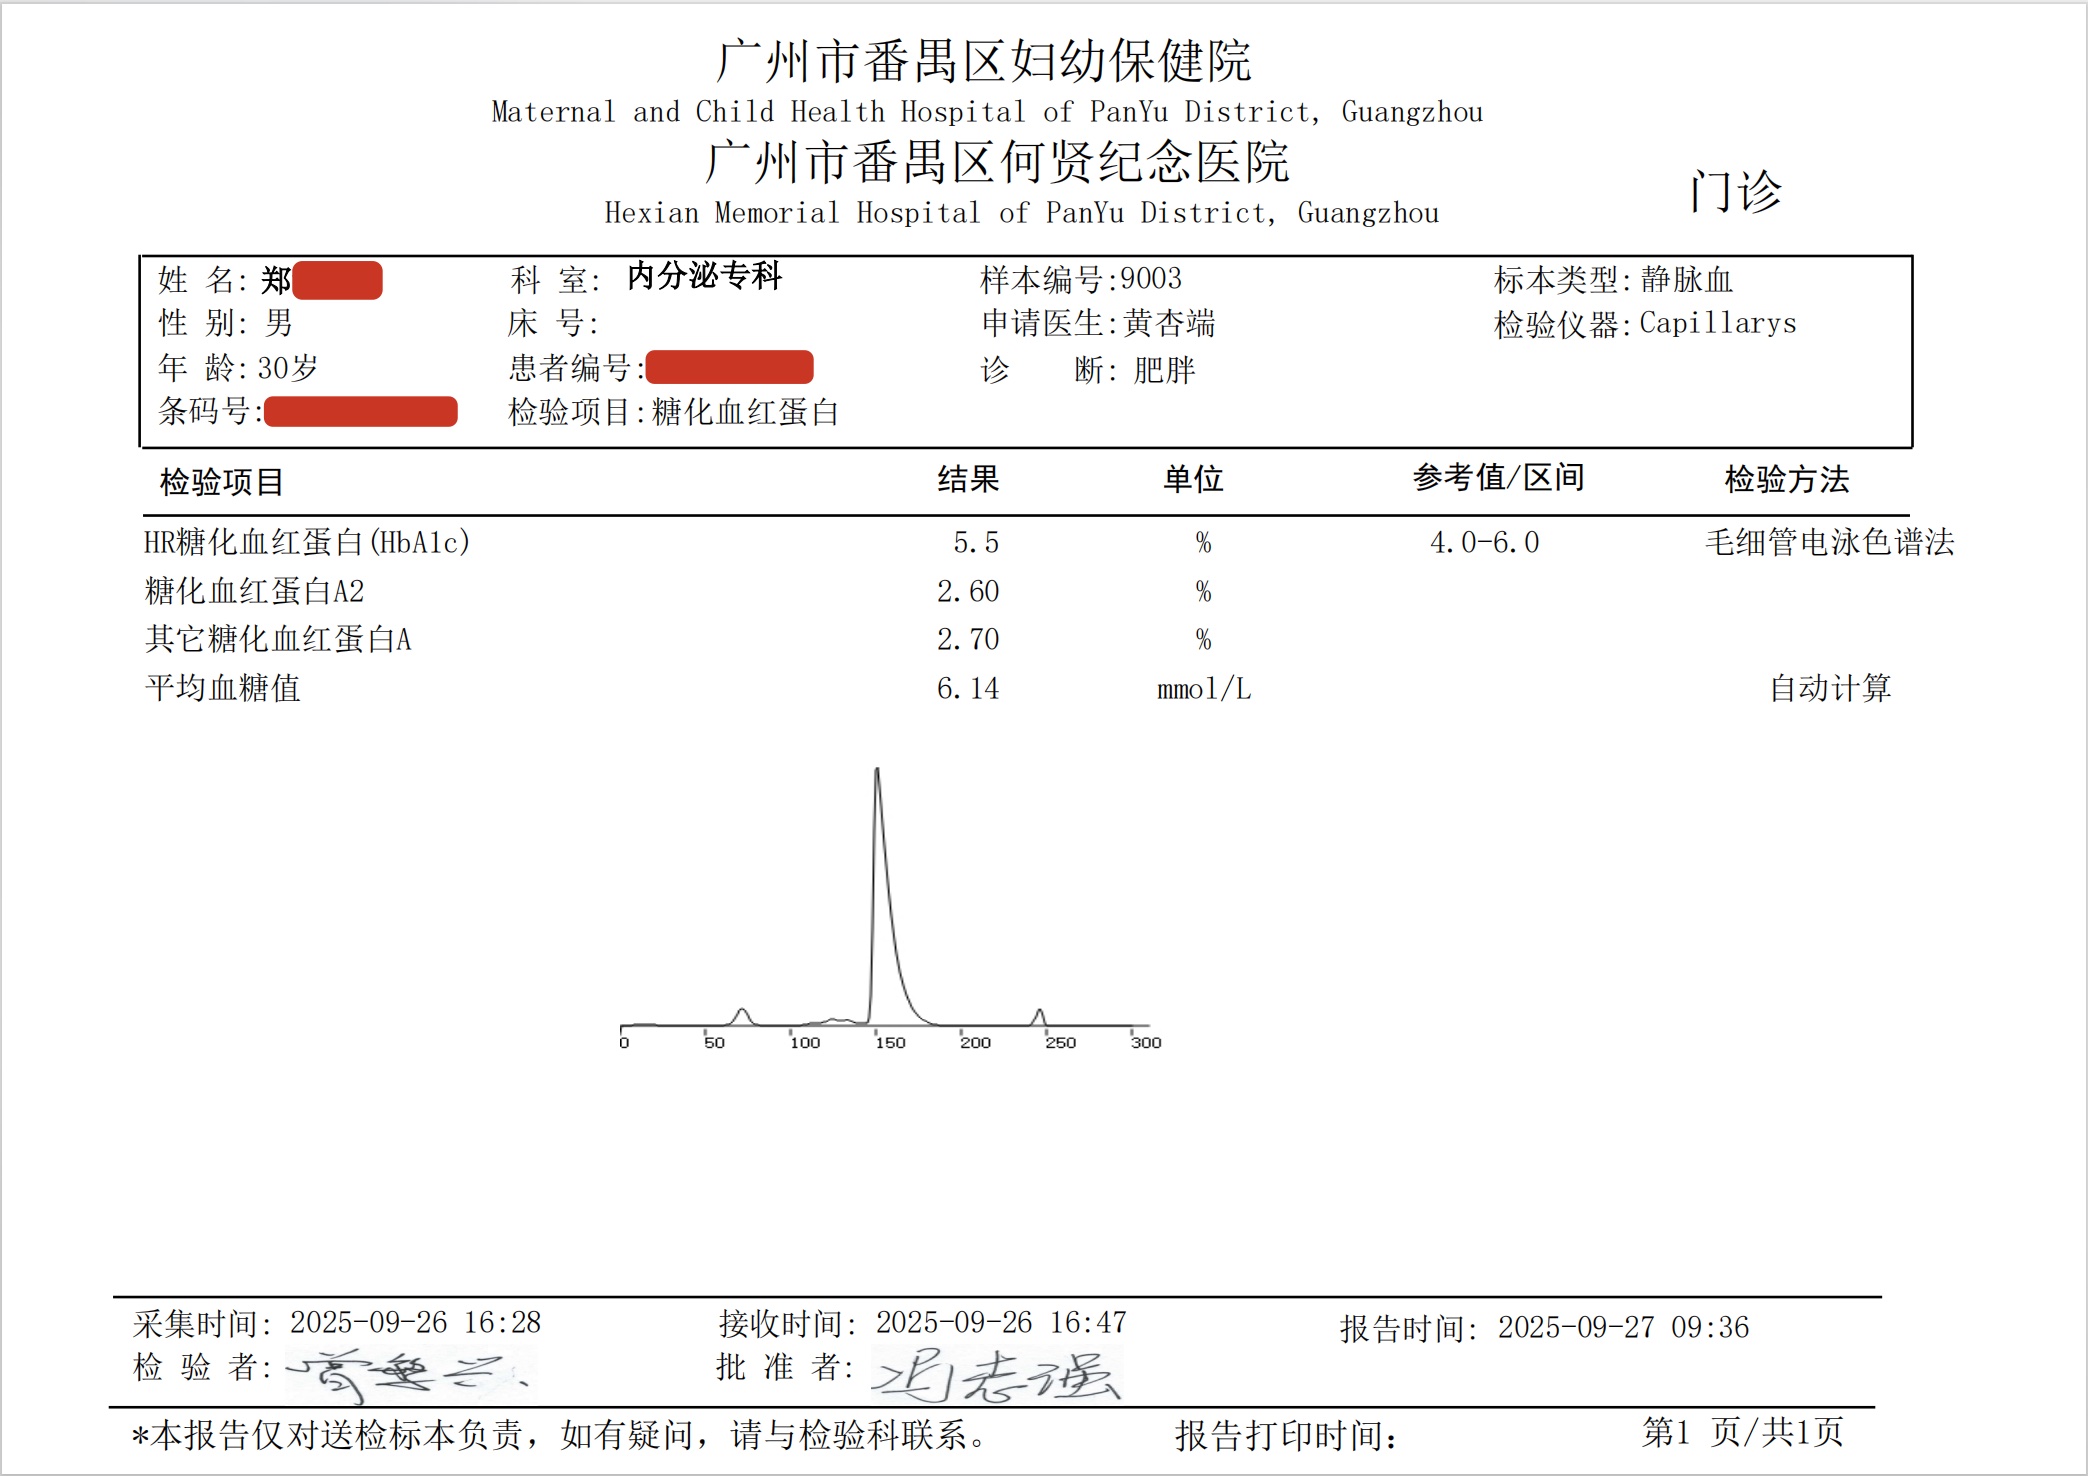 广州市番禺区妇幼保健院
Maternal and Child Health Hospital of PanYu District, Guangzhou
广州市番禺区何贤纪念医院
Hexian Memorial Hospital of PanYu District, Guangzhou
门诊
姓 名: 郑 科 室: 内分泌专科 样本编号:9003 标本类型:静脉血
性 别: 男 床 号: 申请医生:黄杏端 检验仪器:Capillarys
年 龄: 30岁 患者编号: 诊 断: 肥胖
条码号: 检验项目:糖化血红蛋白
检验项目 结果 单位 参考值/区间 检验方法
HR糖化血红蛋白(HbA1c) 5.5 % 4.0-6.0 毛细管电泳色谱法
糖化血红蛋白A2 2.60 %
其它糖化血红蛋白A 2.70 %
平均血糖值 6.14 mmol/L 自动计算
0 50 100 150 200 250 300
采集时间: 2025-09-26 16:28 接收时间: 2025-09-26 16:47 报告时间: 2025-09-27 09:36
检 验 者: 批 准 者: 冯志强
*本报告仅对送检标本负责，如有疑问，请与检验科联系。 报告打印时间： 第1 页/共1页